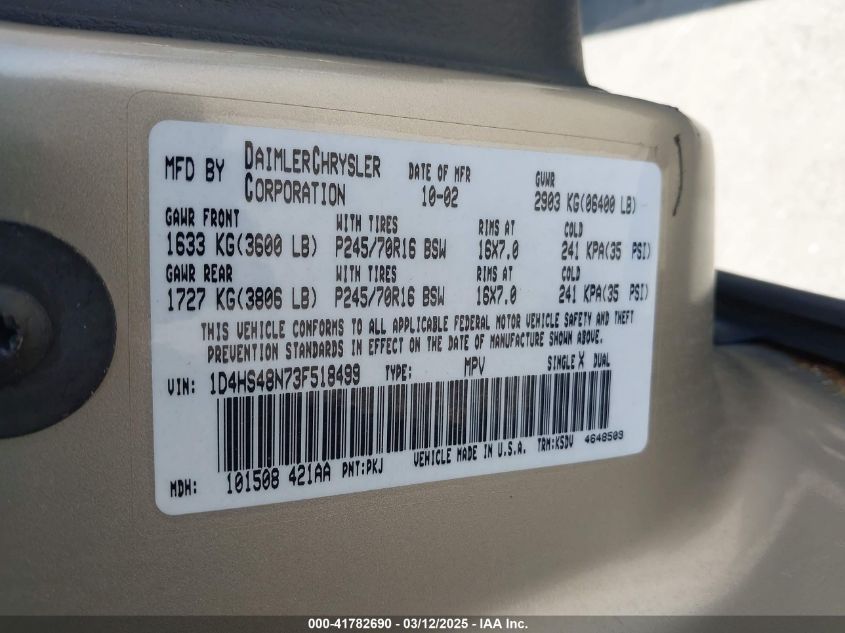 MFD BY DAIMLERCHRYSLER CORPORATION DATE OF MFR 10-02 GVWR 2903 KG(06400 LB)
GAWR FRONT WITH TIRES RIMS AT COLD
1633 KG(3600 LB) P245/70R16 BSW 16X7.0 241 KPA(35 PSI)
GAWR REAR WITH TIRES RIMS AT COLD
1727 KG(3806 LB) P245/70R16 BSW 16X7.0 241 KPA(35 PSI)
THIS VEHICLE CONFORMS TO ALL APPLICABLE FEDERAL MOTOR VEHICLE SAFETY AND THEFT
PREVENTION STANDARDS IN EFFECT ON THE DATE OF MANUFACTURE SHOWN ABOVE.
VIN: 1D4HS48N73F518499 TYPE: MPV SINGLE X DUAL
MDH: 101508 421AA PNT:PKJ VEHICLE MADE IN U.S.A. TRM:K5DV 4648509
000-41782690 - 03/12/2025 - IAA Inc.